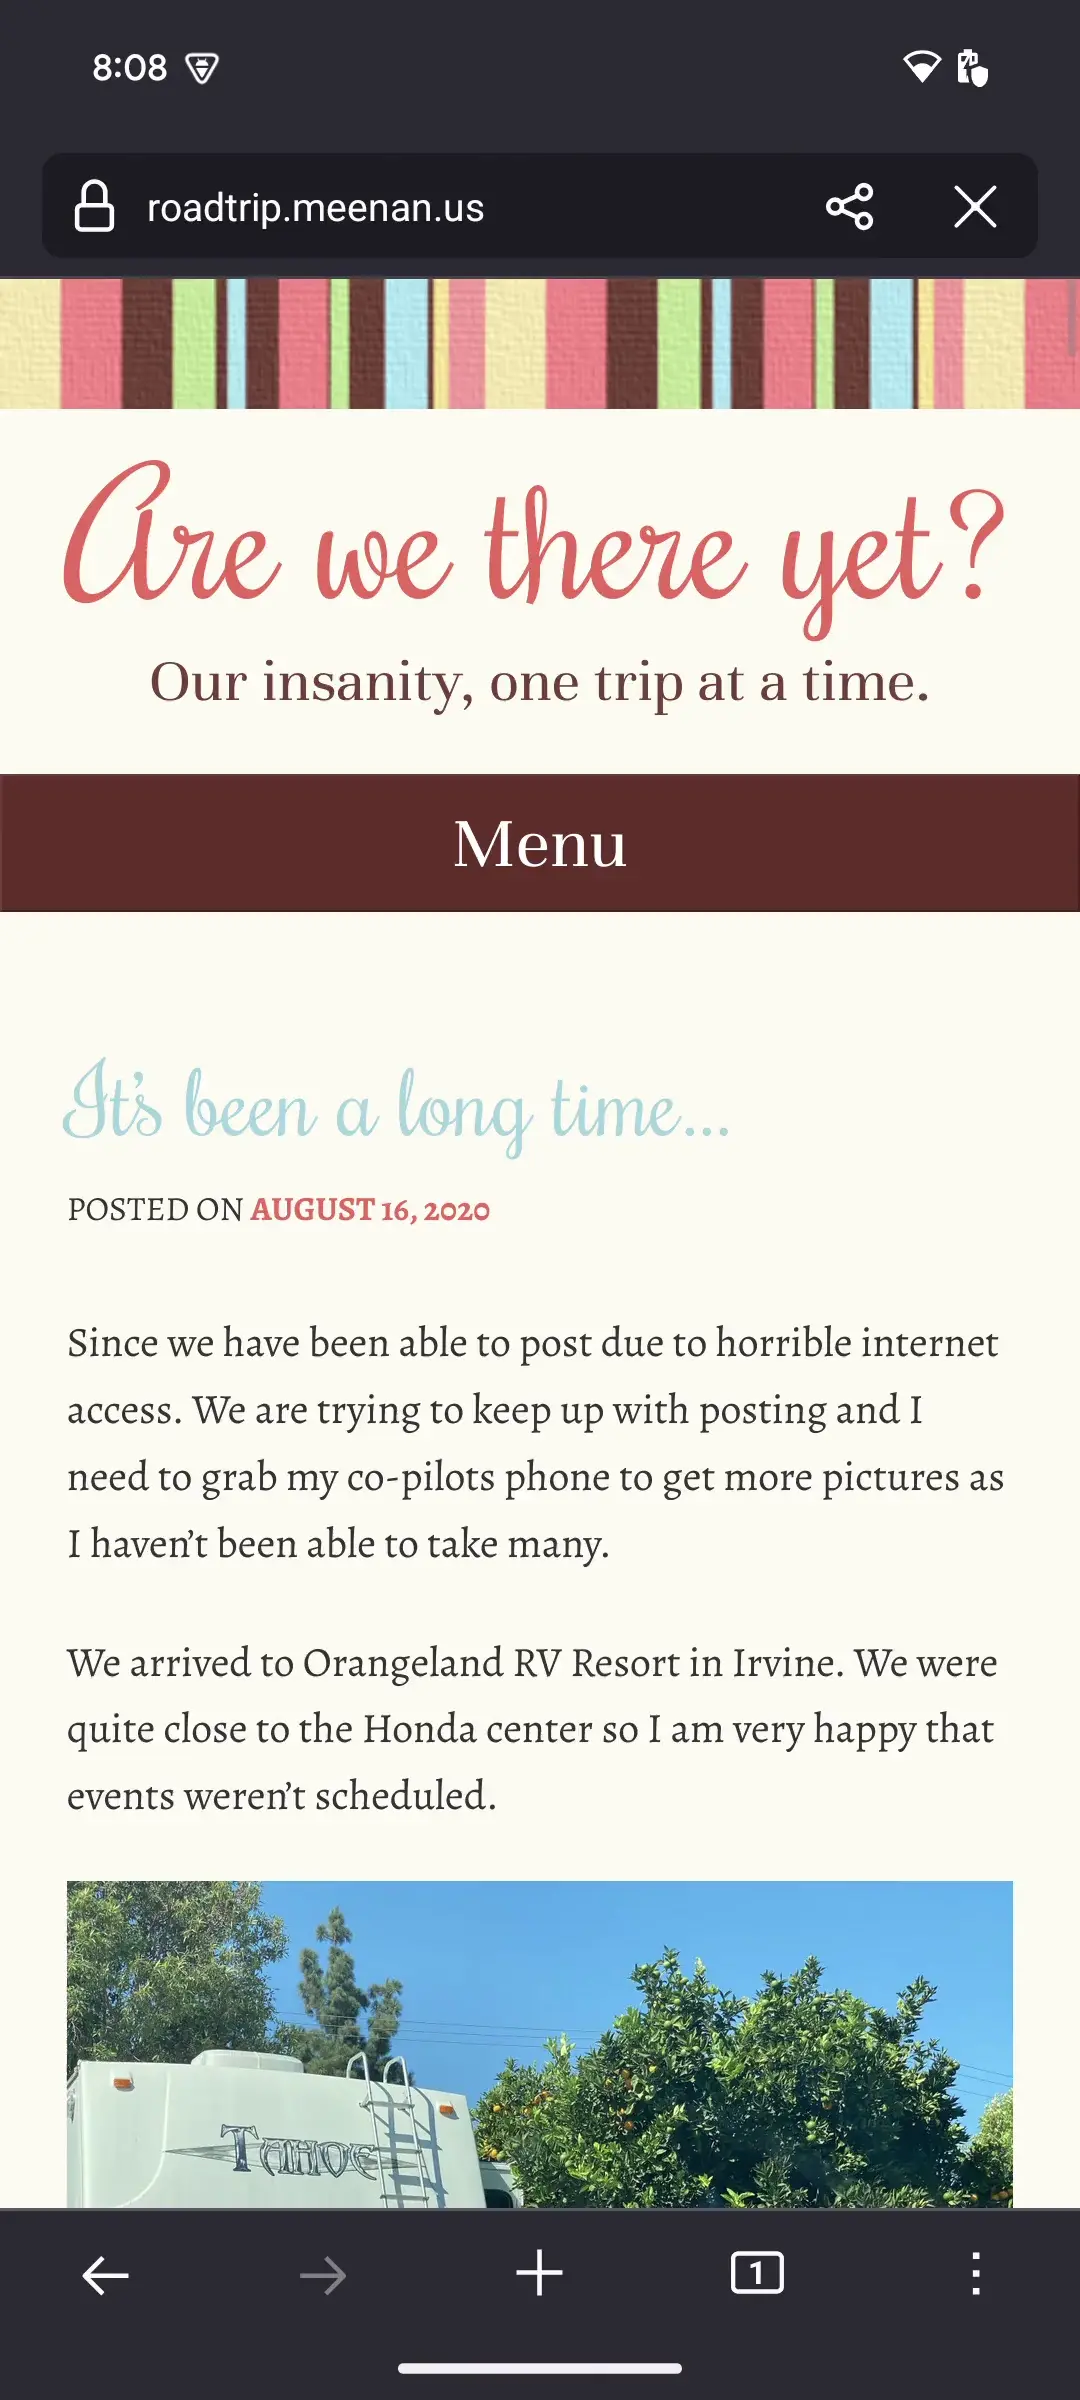 8:08
roadtrip.meenan.us
Are we there yet?
Our insanity, one trip at a time.
Menu
It's been a long time…
POSTED ON AUGUST 16, 2020
Since we have been able to post due to horrible internet
access. We are trying to keep up with posting and I
need to grab my co-pilots phone to get more pictures as
I haven't been able to take many.
We arrived to Orangeland RV Resort in Irvine. We were
quite close to the Honda center so I am very happy that
events weren't scheduled.
TAHOE
1